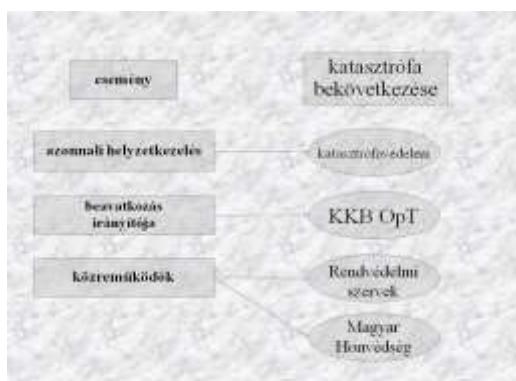 esemény
katasztrófa
bekövetkezése
azonnali helyzetkezelés
katasztrófavédelem
beavatkozás
irányítója
KKB OpT
közreműködők
Rendvédelmi
szervek
Magyar
Honvédség